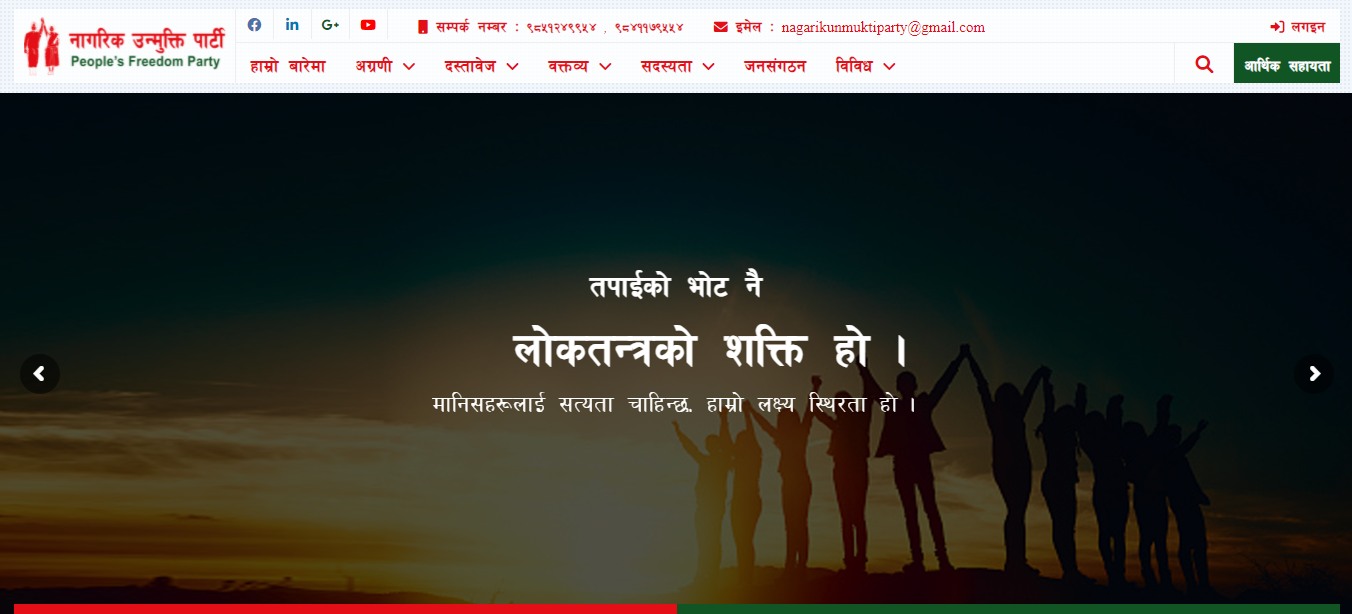 नागरिक उन्मुक्ति पार्टी
People's Freedom Party
in G+ सम्पर्क नम्बर : ९८५१२४९९५४ , ९८४११७९५५४ इमेल : nagarikunmuktiparty@gmail.com लगइन
हाम्रो बारेमा अग्रणी दस्तावेज वक्तव्य सदस्यता जनसंगठन विविध आर्थिक सहायता
तपाईको भोट नै
लोकतन्त्रको शक्ति हो ।
मानिसहरूलाई सत्यता चाहिन्छ. हाम्रो लक्ष्य स्थिरता हो ।